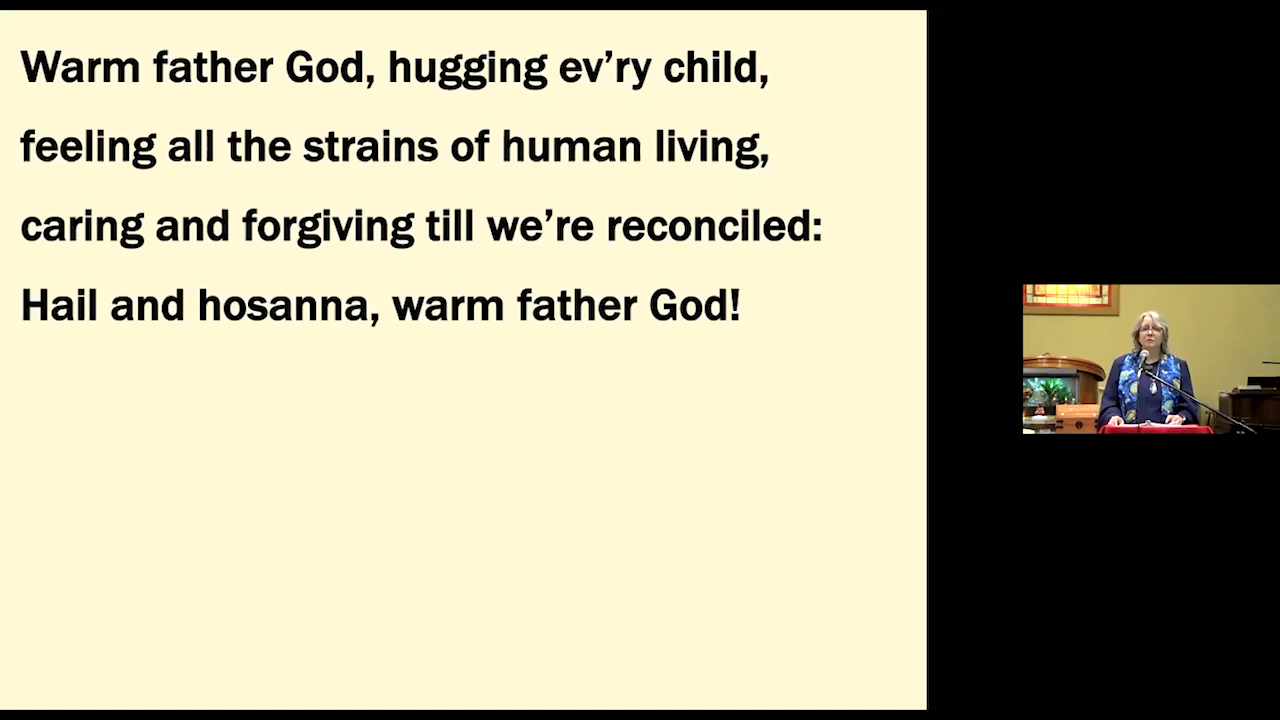 Warm father God, hugging ev’ry child,
feeling all the strains of human living,
caring and forgiving till we’re reconciled:
Hail and hosanna, warm father God!